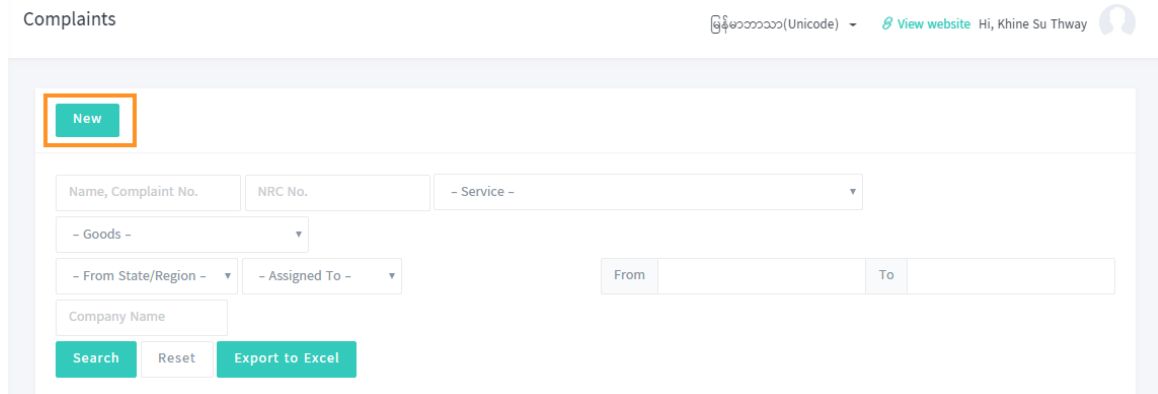 Complaints
မြန်မာဘာသာ(Unicode) View website Hi, Khine Su Thway
New
Name, Complaint No. NRC No. – Service –
– Goods –
– From State/Region – – Assigned To – From To
Company Name
Search Reset Export to Excel